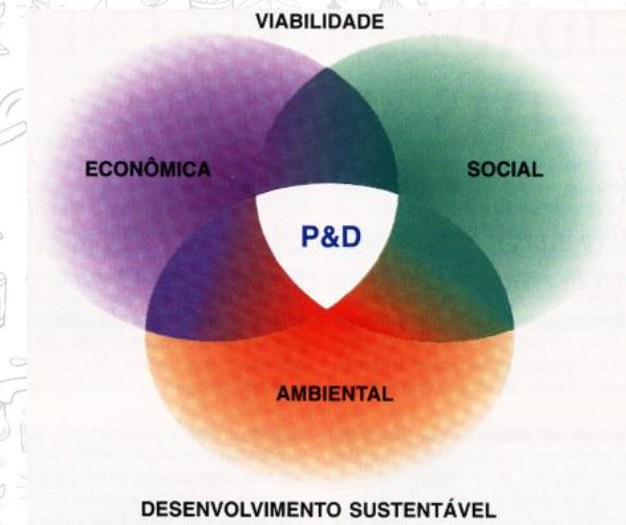 VIABILIDADE
ECONÔMICA
SOCIAL
P&D
AMBIENTAL
DESENVOLVIMENTO SUSTENTÁVEL